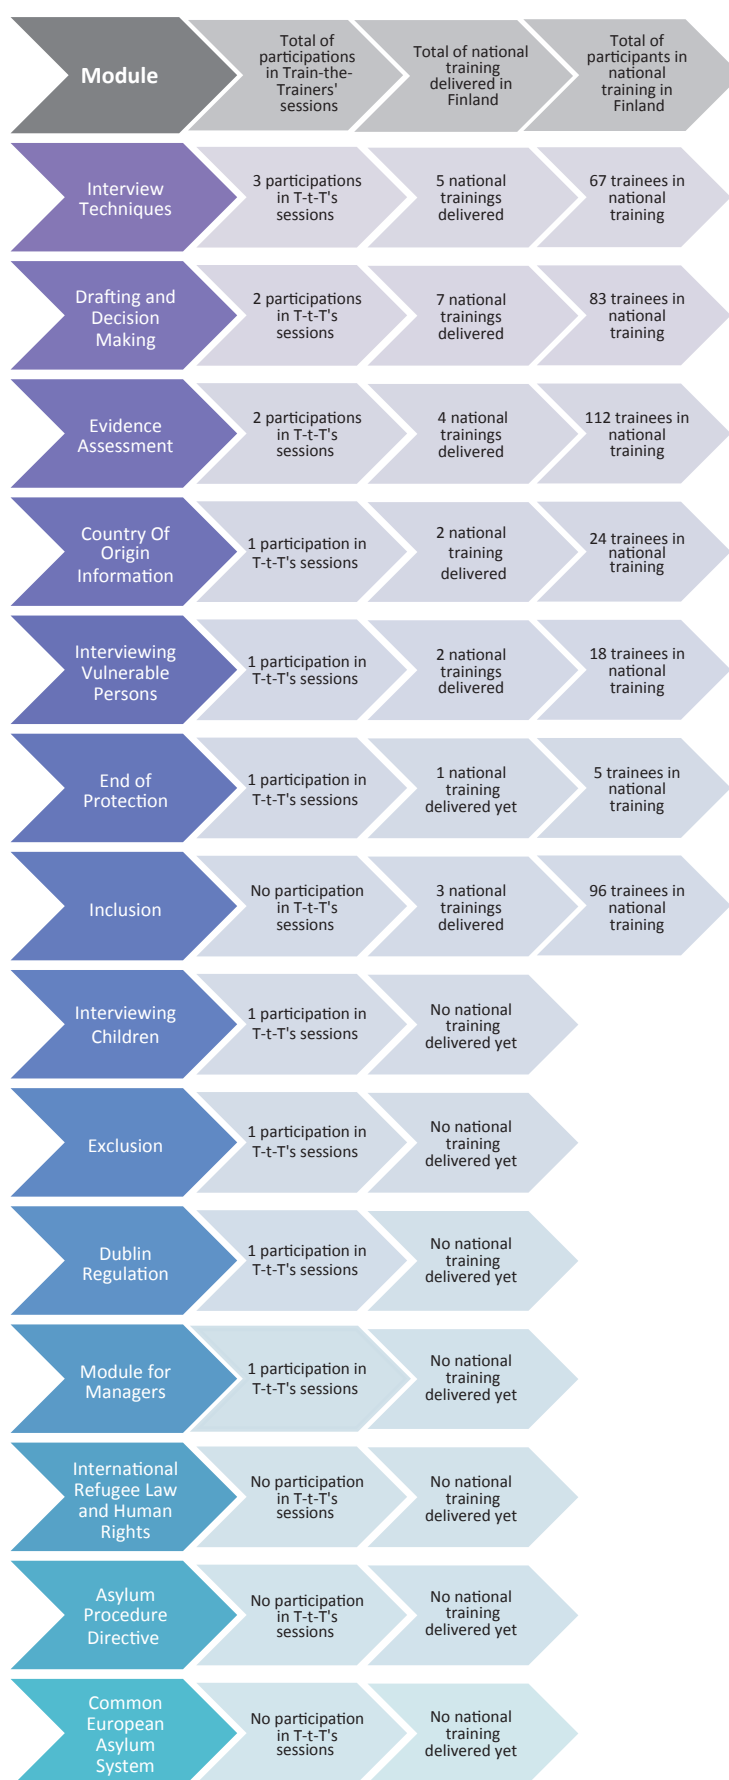 Module
Total of
participations
in Train-the-
Trainers'
sessions
Total of national
training
delivered in
Finland
Total of
participants in
national
training in
Finland
Interview
Techniques
3 participations
in T-t-T's
sessions
5 national
trainings
delivered
67 trainees in
national
training
Drafting and
Decision
Making
2 participations
in T-t-T's
sessions
7 national
trainings
delivered
83 trainees in
national
training
Evidence
Assessment
2 participations
in T-t-T's
sessions
4 national
trainings
delivered
112 trainees in
national
training
Country Of
Origin
Information
1 participation in
T-t-T's sessions
2 national
training
delivered
24 trainees in
national
training
Interviewing
Vulnerable
Persons
1 participation in
T-t-T's sessions
2 national
trainings
delivered
18 trainees in
national
training
End of
Protection
1 participation in
T-t-T's sessions
1 national
training
delivered yet
5 trainees in
national
training
Inclusion
No participation
in T-t-T's
sessions
3 national
trainings
delivered
96 trainees in
national
training
Interviewing
Children
1 participation in
T-t-T's sessions
No national
training
delivered yet
Exclusion
1 participation in
T-t-T's sessions
No national
training
delivered yet
Dublin
Regulation
1 participation in
T-t-T's sessions
No national
training
delivered yet
Module for
Managers
1 participation in
T-t-T's sessions
No national
training
delivered yet
International
Refugee Law
and Human
Rights
No participation
in T-t-T's
sessions
No national
training
delivered yet
Asylum
Procedure
Directive
No participation
in T-t-T's
sessions
No national
training
delivered yet
Common
European
Asylum
System
No participation
in T-t-T's
sessions
No national
training
delivered yet